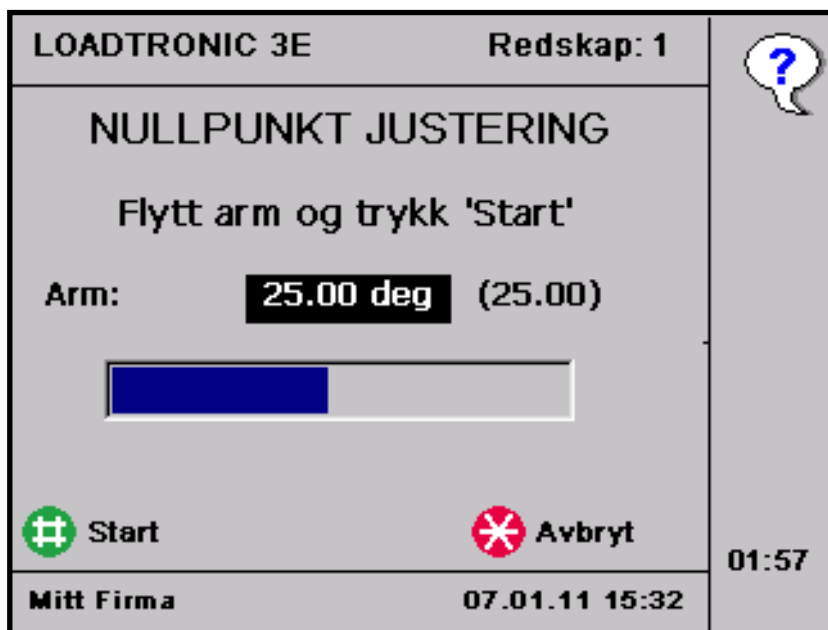 LOADTRONIC 3E Redskap: 1
?
NULLPUNKT JUSTERING
Flytt arm og trykk 'Start'
Arm: 25.00 deg (25.00)
# Start * Avbryt
01:57
Mitt Firma 07.01.11 15:32